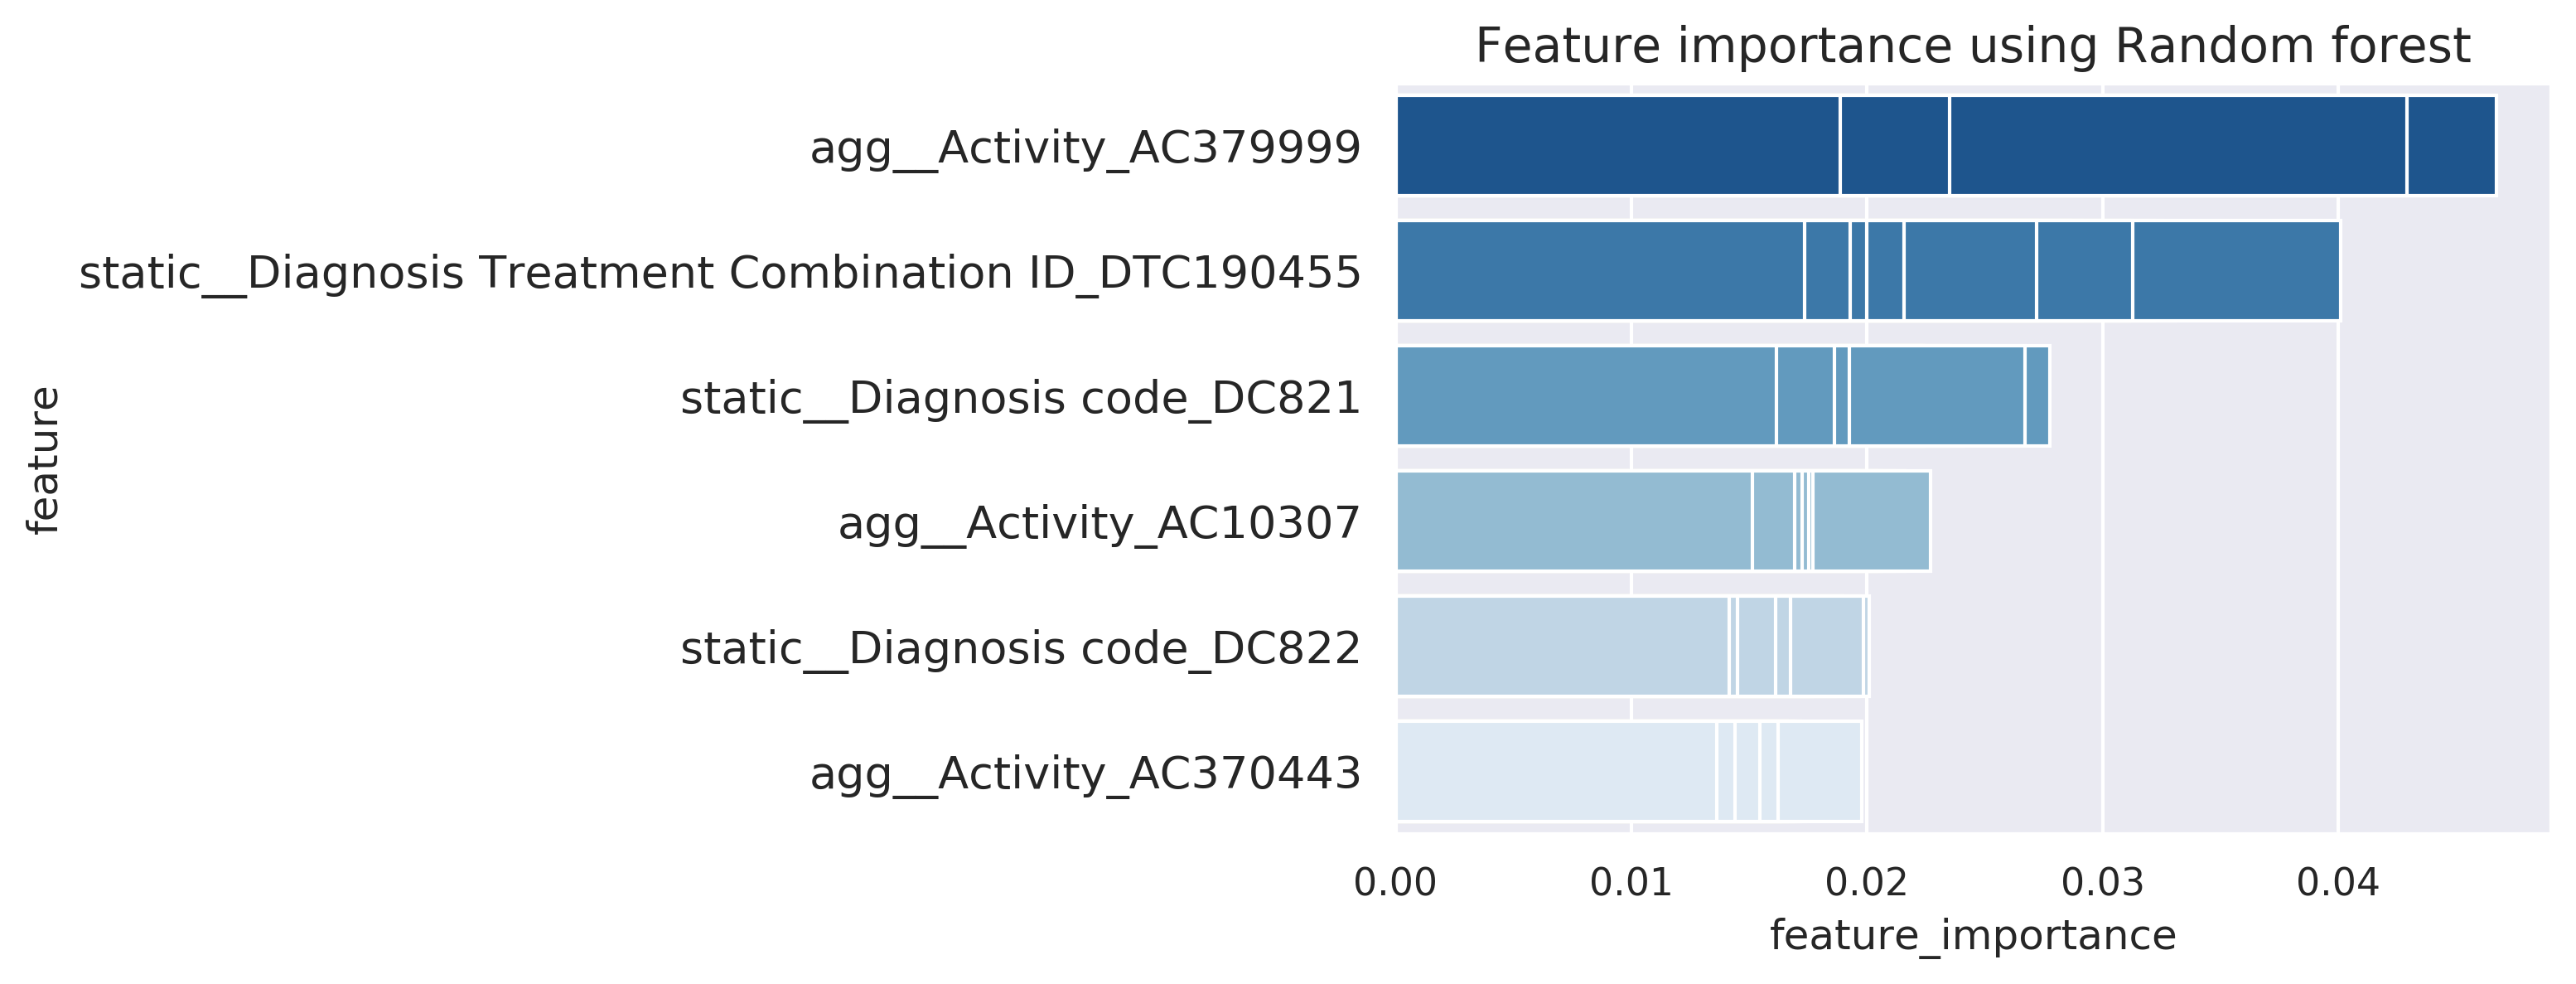 Feature importance using Random forest
feature
agg__Activity_AC379999
static__Diagnosis Treatment Combination ID_DTC190455
static__Diagnosis code_DC821
agg__Activity_AC10307
static__Diagnosis code_DC822
agg__Activity_AC370443
0.00 0.01 0.02 0.03 0.04
feature_importance